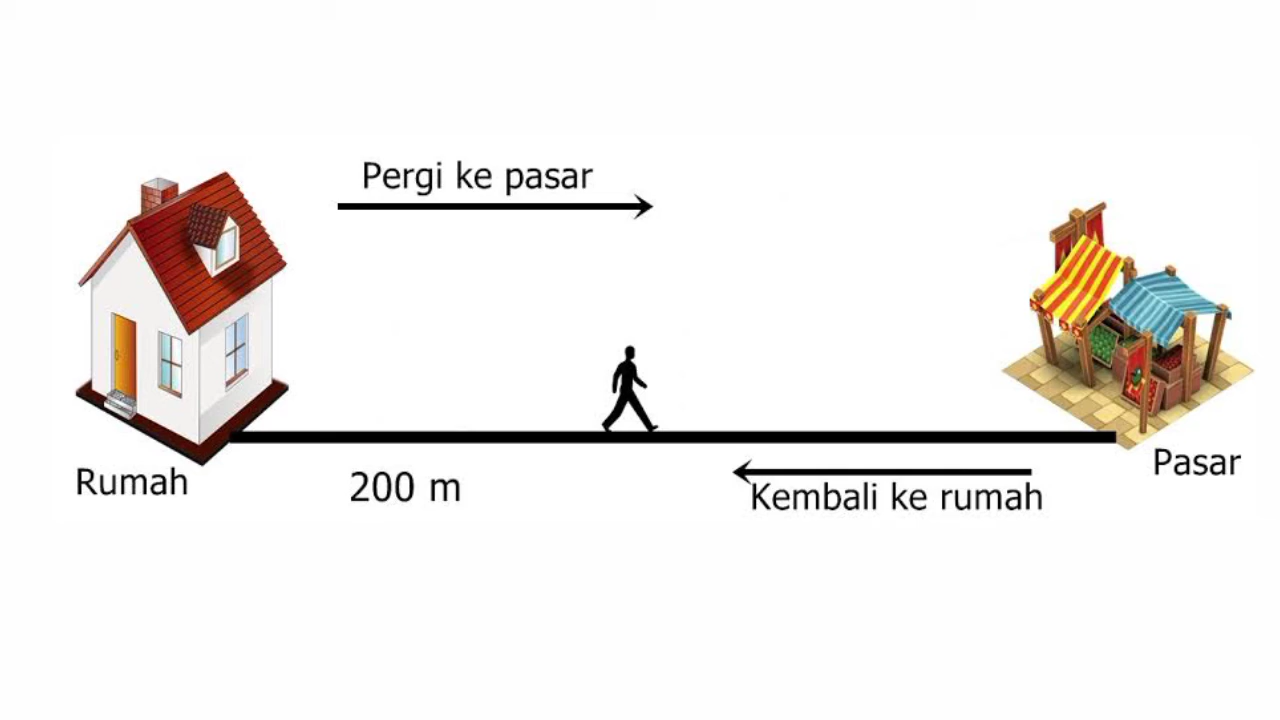 Pergi ke pasar
Rumah
200 m
Kembali ke rumah
Pasar